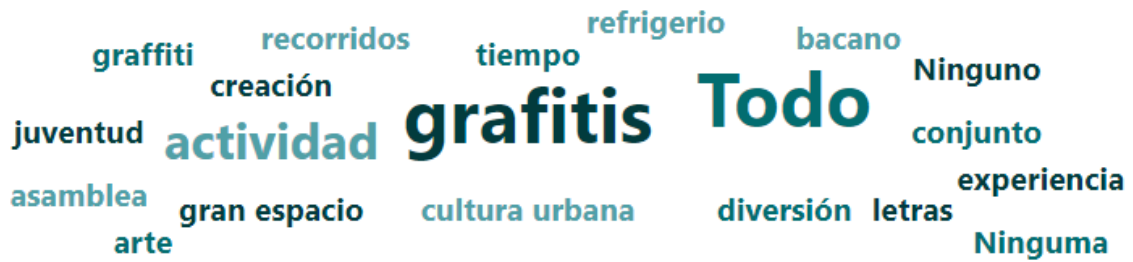 refrigerio
recorridos
bacano
graffiti
tiempo
Ninguno
creación
grafitis
Todo
juventud
actividad
conjunto
experiencia
asamblea
gran espacio
cultura urbana
diversión
letras
arte
Ninguma